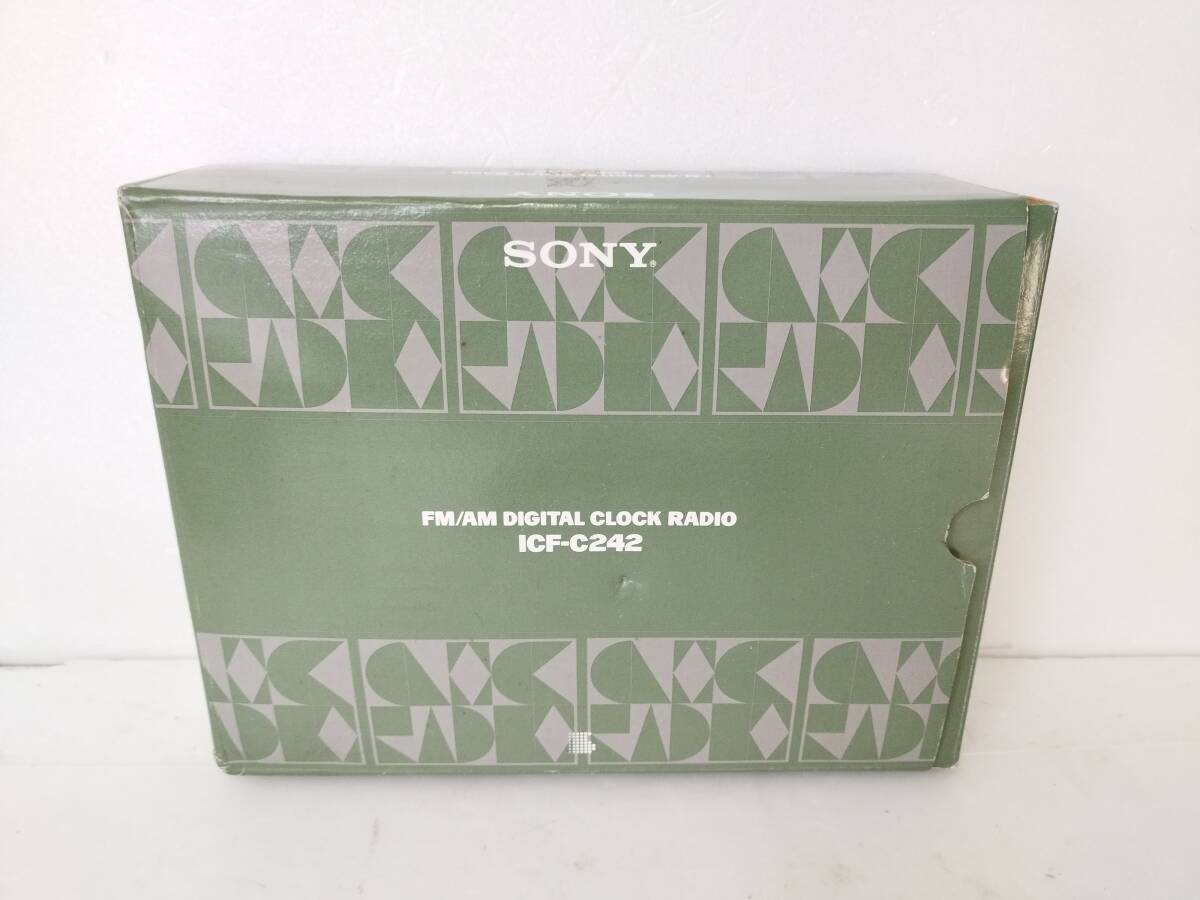 SONY®
FM/AM DIGITAL CLOCK RADIO
ICF-C242